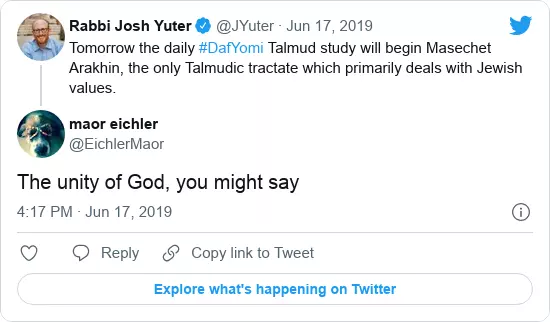 Rabbi Josh Yuter @JYuter · Jun 17, 2019
Tomorrow the daily #DafYomi Talmud study will begin Masechet
Arakhin, the only Talmudic tractate which primarily deals with Jewish
values.
maor eichler
@EichlerMaor
The unity of God, you might say
4:17 PM · Jun 17, 2019
Reply Copy link to Tweet
Explore what's happening on Twitter